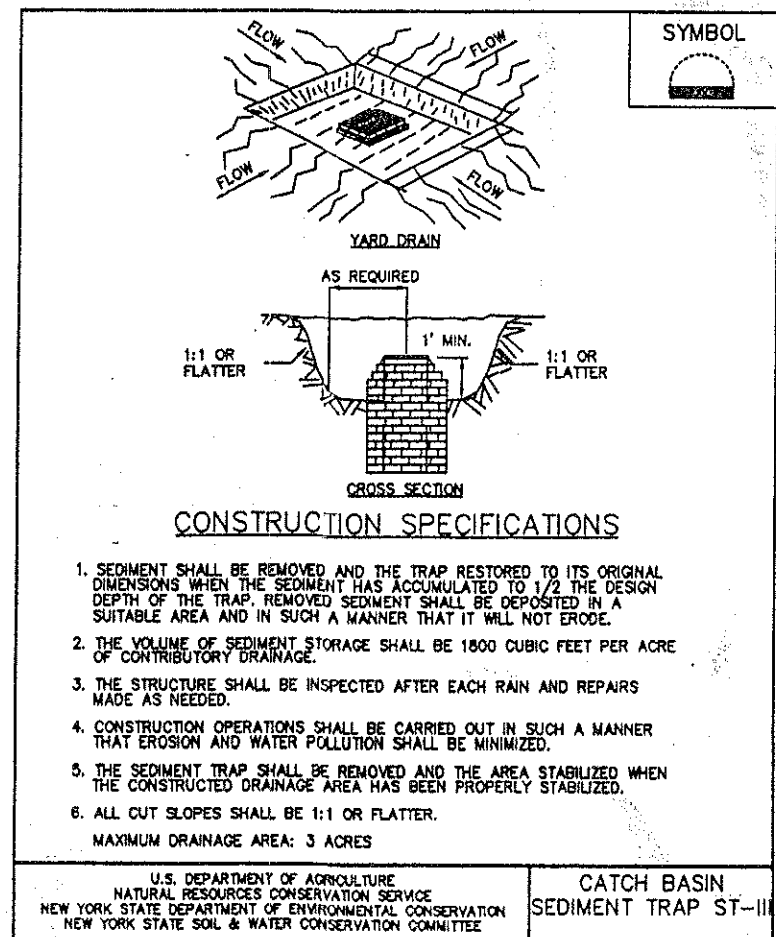 SYMBOL
FLOW
FLOW
FLOW
FLOW
YARD DRAIN
AS REQUIRED
1' MIN.
1:1 OR
FLATTER
1:1 OR
FLATTER
CROSS SECTION
CONSTRUCTION SPECIFICATIONS
1. SEDIMENT SHALL BE REMOVED AND THE TRAP RESTORED TO ITS ORIGINAL
DIMENSIONS WHEN THE SEDIMENT HAS ACCUMULATED TO 1/2 THE DESIGN
DEPTH OF THE TRAP. REMOVED SEDIMENT SHALL BE DEPOSITED IN A
SUITABLE AREA AND IN SUCH A MANNER THAT IT WILL NOT ERODE.
2. THE VOLUME OF SEDIMENT STORAGE SHALL BE 1800 CUBIC FEET PER ACRE
OF CONTRIBUTORY DRAINAGE.
3. THE STRUCTURE SHALL BE INSPECTED AFTER EACH RAIN AND REPAIRS
MADE AS NEEDED.
4. CONSTRUCTION OPERATIONS SHALL BE CARRIED OUT IN SUCH A MANNER
THAT EROSION AND WATER POLLUTION SHALL BE MINIMIZED.
5. THE SEDIMENT TRAP SHALL BE REMOVED AND THE AREA STABILIZED WHEN
THE CONSTRUCTED DRAINAGE AREA HAS BEEN PROPERLY STABILIZED.
6. ALL CUT SLOPES SHALL BE 1:1 OR FLATTER.
MAXIMUM DRAINAGE AREA: 3 ACRES
U.S. DEPARTMENT OF AGRICULTURE
NATURAL RESOURCES CONSERVATION SERVICE
NEW YORK STATE DEPARTMENT OF ENVIRONMENTAL CONSERVATION
NEW YORK STATE SOIL & WATER CONSERVATION COMMITTEE
CATCH BASIN
SEDIMENT TRAP ST-III